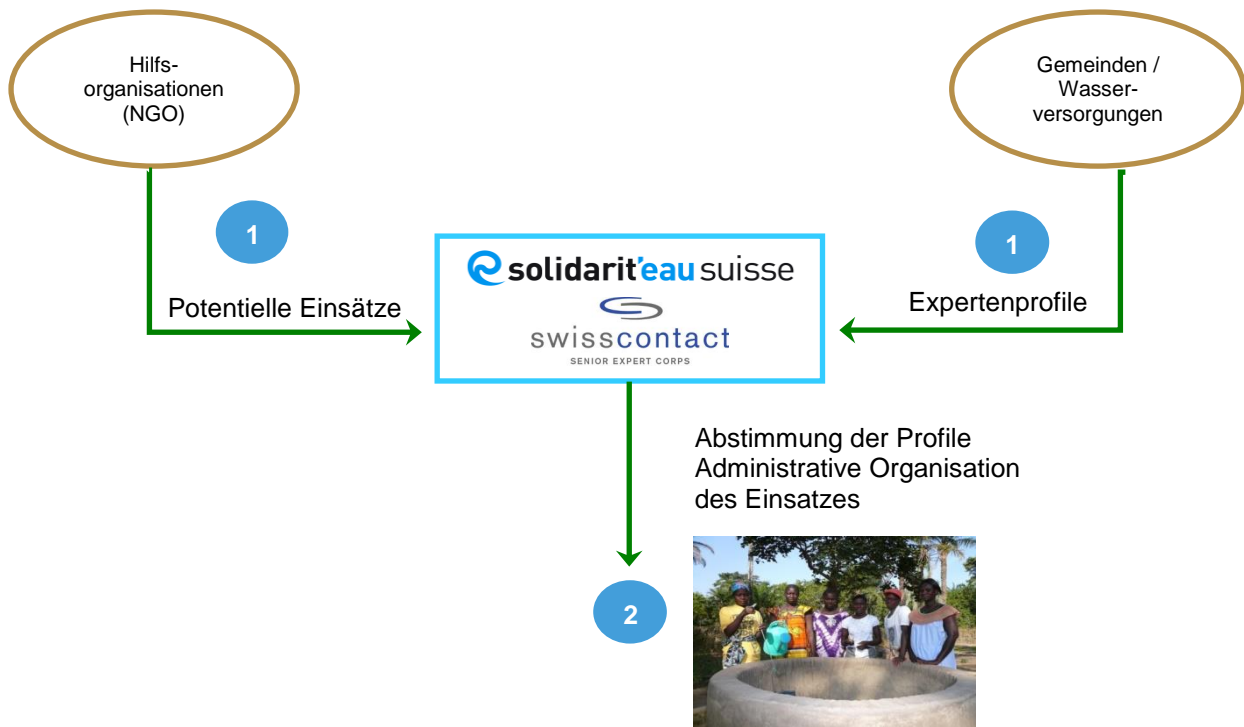 Hilfs-
organisationen
(NGO)
Gemeinden /
Wasser-
versorgungen
1
1
solidarit'eau suisse
Potentielle Einsätze
Expertenprofile
swisscontact
SENIOR EXPERT CORPS
Abstimmung der Profile
Administrative Organisation
des Einsatzes
2